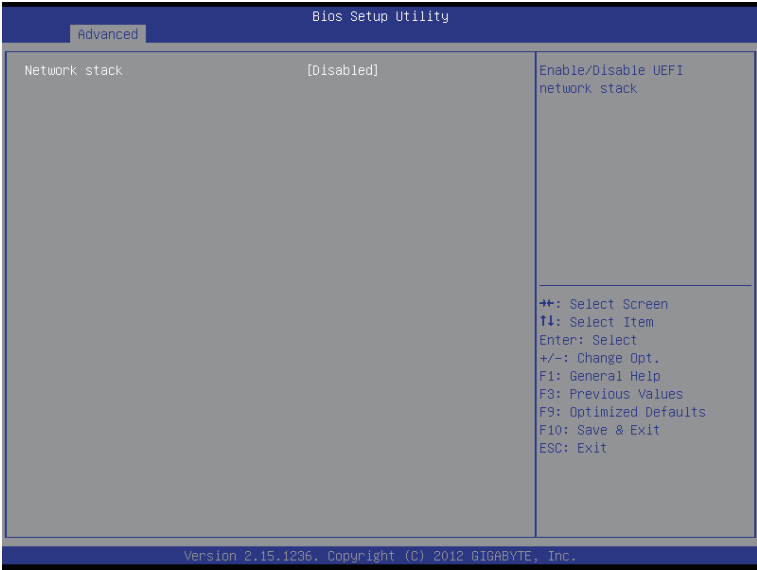 Bios Setup Utility
Advanced
Network stack [Disabled]
Enable/Disable UEFI
network stack
→←: Select Screen
↑↓: Select Item
Enter: Select
+/-: Change Opt.
F1: General Help
F3: Previous Values
F9: Optimized Defaults
F10: Save & Exit
ESC: Exit
Version 2.15.1236. Copyright (C) 2012 GIGABYTE, Inc.